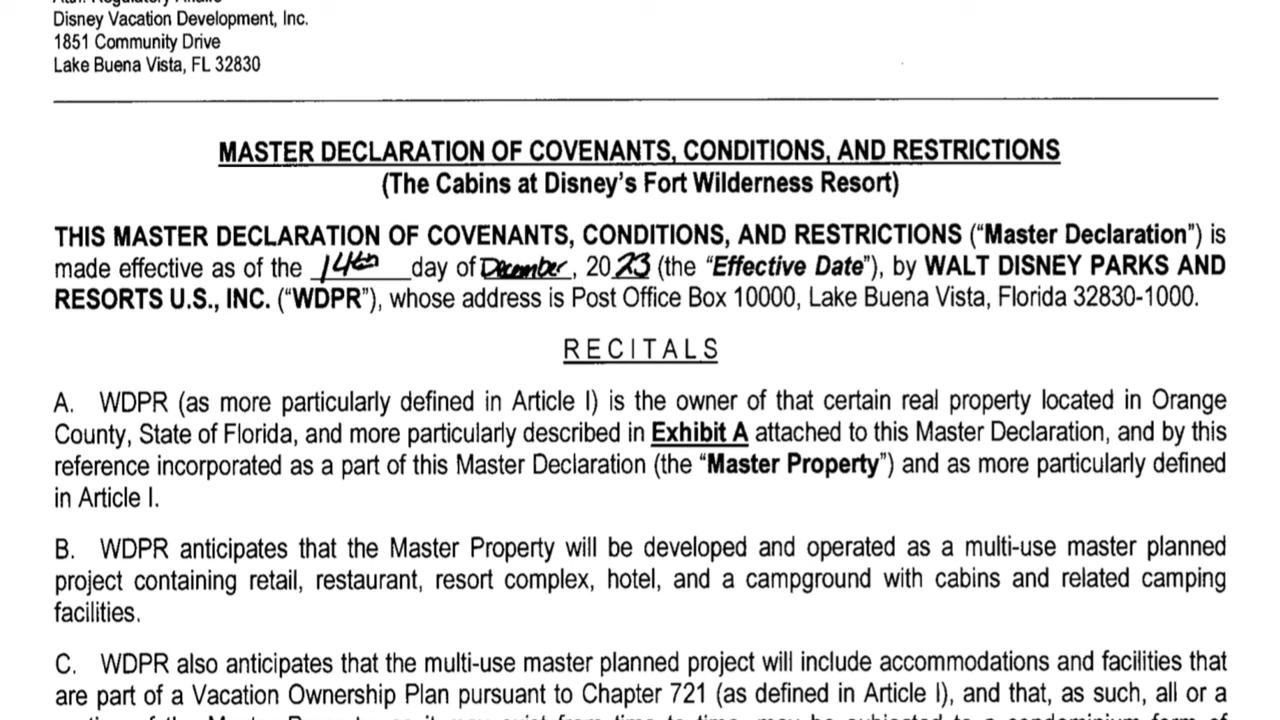 Attn: Regulatory Affairs
Disney Vacation Development, Inc.
1851 Community Drive
Lake Buena Vista, FL 32830
MASTER DECLARATION OF COVENANTS, CONDITIONS, AND RESTRICTIONS
(The Cabins at Disney's Fort Wilderness Resort)
THIS MASTER DECLARATION OF COVENANTS, CONDITIONS, AND RESTRICTIONS (“Master Declaration”) is
made effective as of the 14th day of December, 2023 (the “Effective Date”), by WALT DISNEY PARKS AND
RESORTS U.S., INC. (“WDPR”), whose address is Post Office Box 10000, Lake Buena Vista, Florida 32830-1000.
RECITALS
A. WDPR (as more particularly defined in Article I) is the owner of that certain real property located in Orange
County, State of Florida, and more particularly described in Exhibit A attached to this Master Declaration, and by this
reference incorporated as a part of this Master Declaration (the “Master Property”) and as more particularly defined
in Article I.
B. WDPR anticipates that the Master Property will be developed and operated as a multi-use master planned
project containing retail, restaurant, resort complex, hotel, and a campground with cabins and related camping
facilities.
C. WDPR also anticipates that the multi-use master planned project will include accommodations and facilities that
are part of a Vacation Ownership Plan pursuant to Chapter 721 (as defined in Article I), and that, as such, all or a